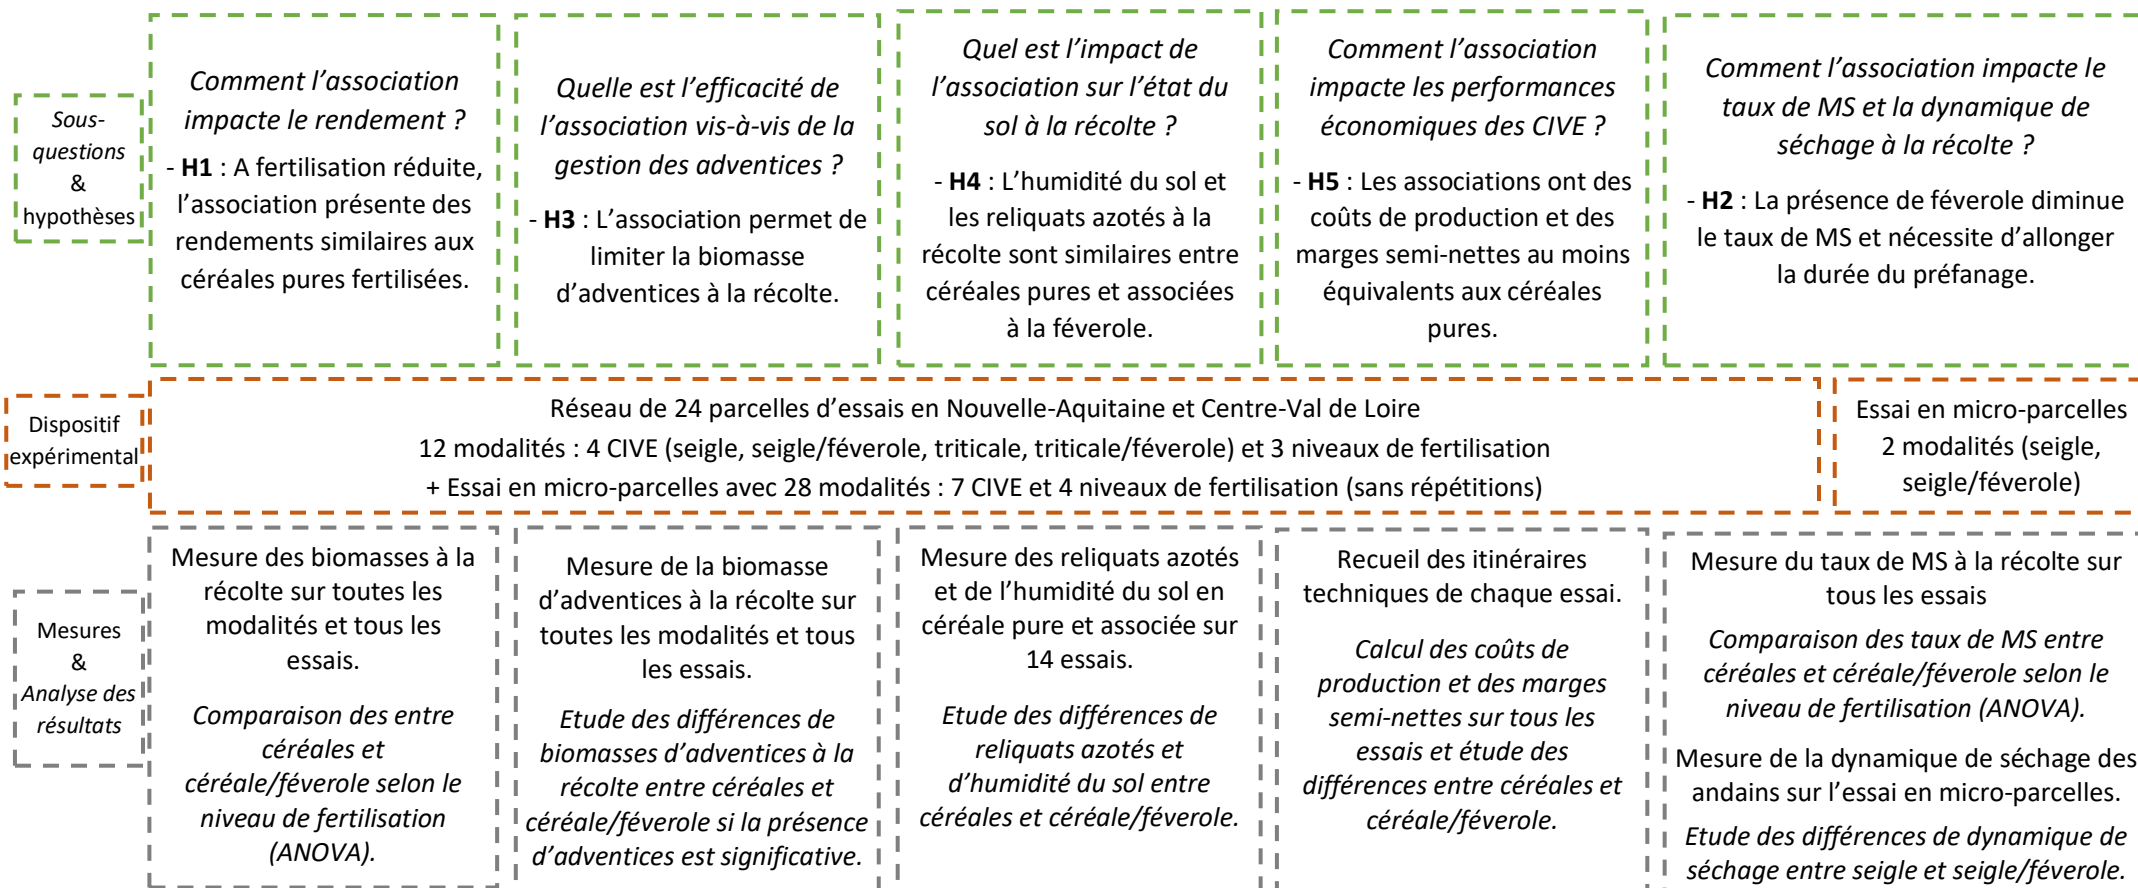 Sous-
questions
&
hypothèses
Comment l’association
impacte le rendement ?
- H1 : A fertilisation réduite,
l’association présente des
rendements similaires aux
céréales pures fertilisées.
Quelle est l’efficacité de
l’association vis-à-vis de la
gestion des adventices ?
- H3 : L’association permet de
limiter la biomasse
d’adventices à la récolte.
Quel est l’impact de
l’association sur l’état du
sol à la récolte ?
- H4 : L’humidité du sol et
les reliquats azotés à la
récolte sont similaires entre
céréales pures et associées
à la féverole.
Comment l’association
impacte les performances
économiques des CIVE ?
- H5 : Les associations ont des
coûts de production et des
marges semi-nettes au moins
équivalents aux céréales
pures.
Comment l’association impacte le
taux de MS et la dynamique de
séchage à la récolte ?
- H2 : La présence de féverole diminue
le taux de MS et nécessite d’allonger
la durée du préfanage.
Dispositif
expérimental
Réseau de 24 parcelles d’essais en Nouvelle-Aquitaine et Centre-Val de Loire
12 modalités : 4 CIVE (seigle, seigle/féverole, triticale, triticale/féverole) et 3 niveaux de fertilisation
+ Essai en micro-parcelles avec 28 modalités : 7 CIVE et 4 niveaux de fertilisation (sans répétitions)
Essai en micro-parcelles
2 modalités (seigle,
seigle/féverole)
Mesures
&
Analyse des
résultats
Mesure des biomasses à la
récolte sur toutes les
modalités et tous les
essais.
Comparaison des entre
céréales et
céréale/féverole selon le
niveau de fertilisation
(ANOVA).
Mesure de la biomasse
d’adventices à la récolte sur
toutes les modalités et tous
les essais.
Etude des différences de
biomasses d’adventices à la
récolte entre céréales et
céréale/féverole si la présence
d’adventices est significative.
Mesure des reliquats azotés
et de l’humidité du sol en
céréale pure et associée sur
14 essais.
Etude des différences de
reliquats azotés et
d’humidité du sol entre
céréales et céréale/féverole.
Recueil des itinéraires
techniques de chaque essai.
Calcul des coûts de
production et des marges
semi-nettes sur tous les
essais et étude des
différences entre céréales et
céréale/féverole.
Mesure du taux de MS à la récolte sur
tous les essais
Comparaison des taux de MS entre
céréales et céréale/féverole selon le
niveau de fertilisation (ANOVA).
Mesure de la dynamique de séchage des
andains sur l’essai en micro-parcelles.
Etude des différences de dynamique de
séchage entre seigle et seigle/féverole.